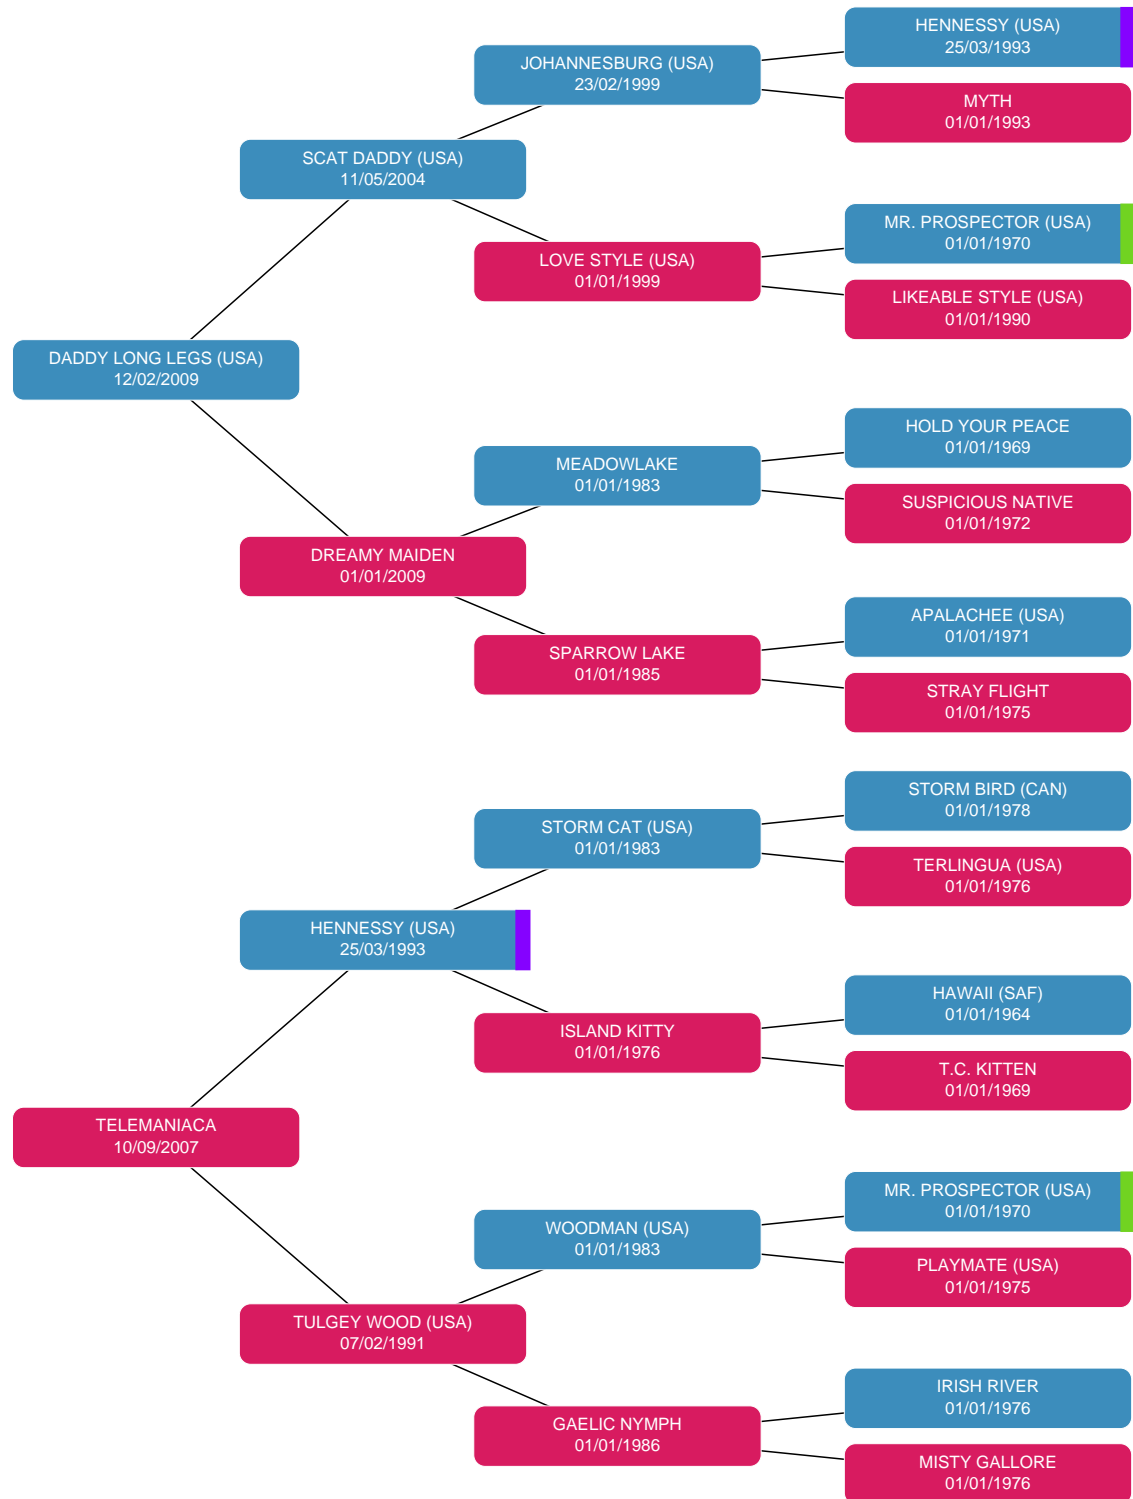 HENNESSY (USA)
25/03/1993
JOHANNESBURG (USA)
23/02/1999
MYTH
01/01/1993
SCAT DADDY (USA)
11/05/2004
MR. PROSPECTOR (USA)
01/01/1970
LOVE STYLE (USA)
01/01/1999
LIKEABLE STYLE (USA)
01/01/1990
DADDY LONG LEGS (USA)
12/02/2009
HOLD YOUR PEACE
01/01/1969
MEADOWLAKE
01/01/1983
SUSPICIOUS NATIVE
01/01/1972
DREAMY MAIDEN
01/01/2009
APALACHEE (USA)
01/01/1971
SPARROW LAKE
01/01/1985
STRAY FLIGHT
01/01/1975
STORM BIRD (CAN)
01/01/1978
STORM CAT (USA)
01/01/1983
TERLINGUA (USA)
01/01/1976
HENNESSY (USA)
25/03/1993
HAWAII (SAF)
01/01/1964
ISLAND KITTY
01/01/1976
T.C. KITTEN
01/01/1969
TELEMANIACA
10/09/2007
MR. PROSPECTOR (USA)
01/01/1970
WOODMAN (USA)
01/01/1983
PLAYMATE (USA)
01/01/1975
TULGEY WOOD (USA)
07/02/1991
IRISH RIVER
01/01/1976
GAELIC NYMPH
01/01/1986
MISTY GALLORE
01/01/1976